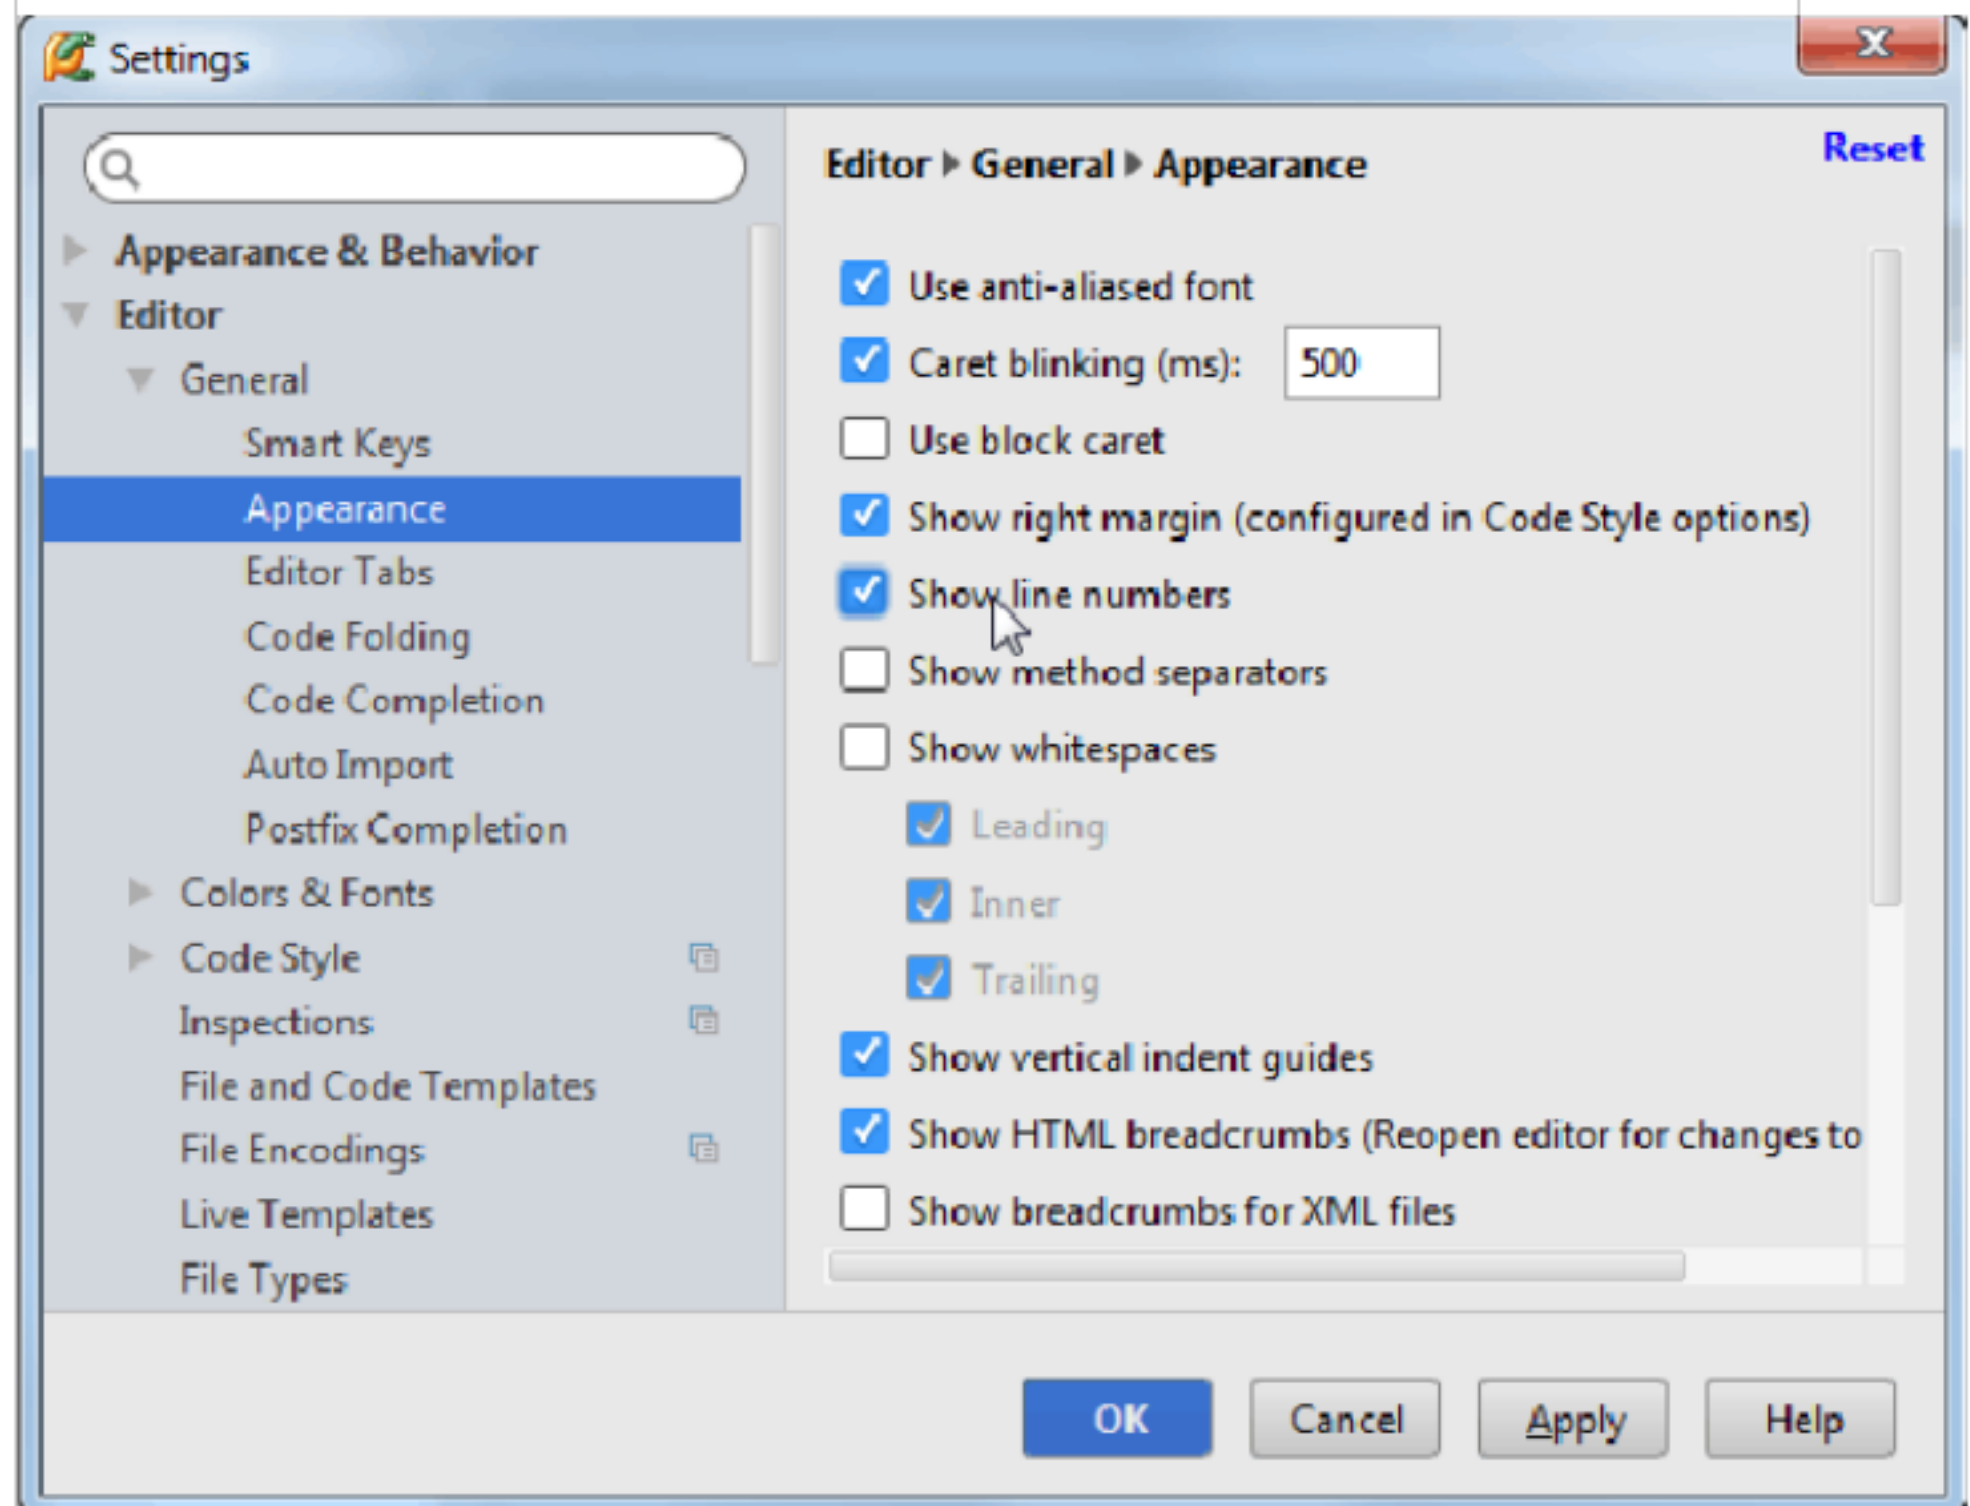 Settings
Reset
Editor General Appearance
Appearance & Behavior
Editor
General
Smart Keys
Appearance
Editor Tabs
Code Folding
Code Completion
Auto Import
Postfix Completion
Colors & Fonts
Code Style
Inspections
File and Code Templates
File Encodings
Live Templates
File Types
Use anti-aliased font
Caret blinking (ms): 500
Use block caret
Show right margin (configured in Code Style options)
Show line numbers
Show method separators
Show whitespaces
Leading
Inner
Trailing
Show vertical indent guides
Show HTML breadcrumbs (Reopen editor for changes to
Show breadcrumbs for XML files
OK Cancel Apply Help